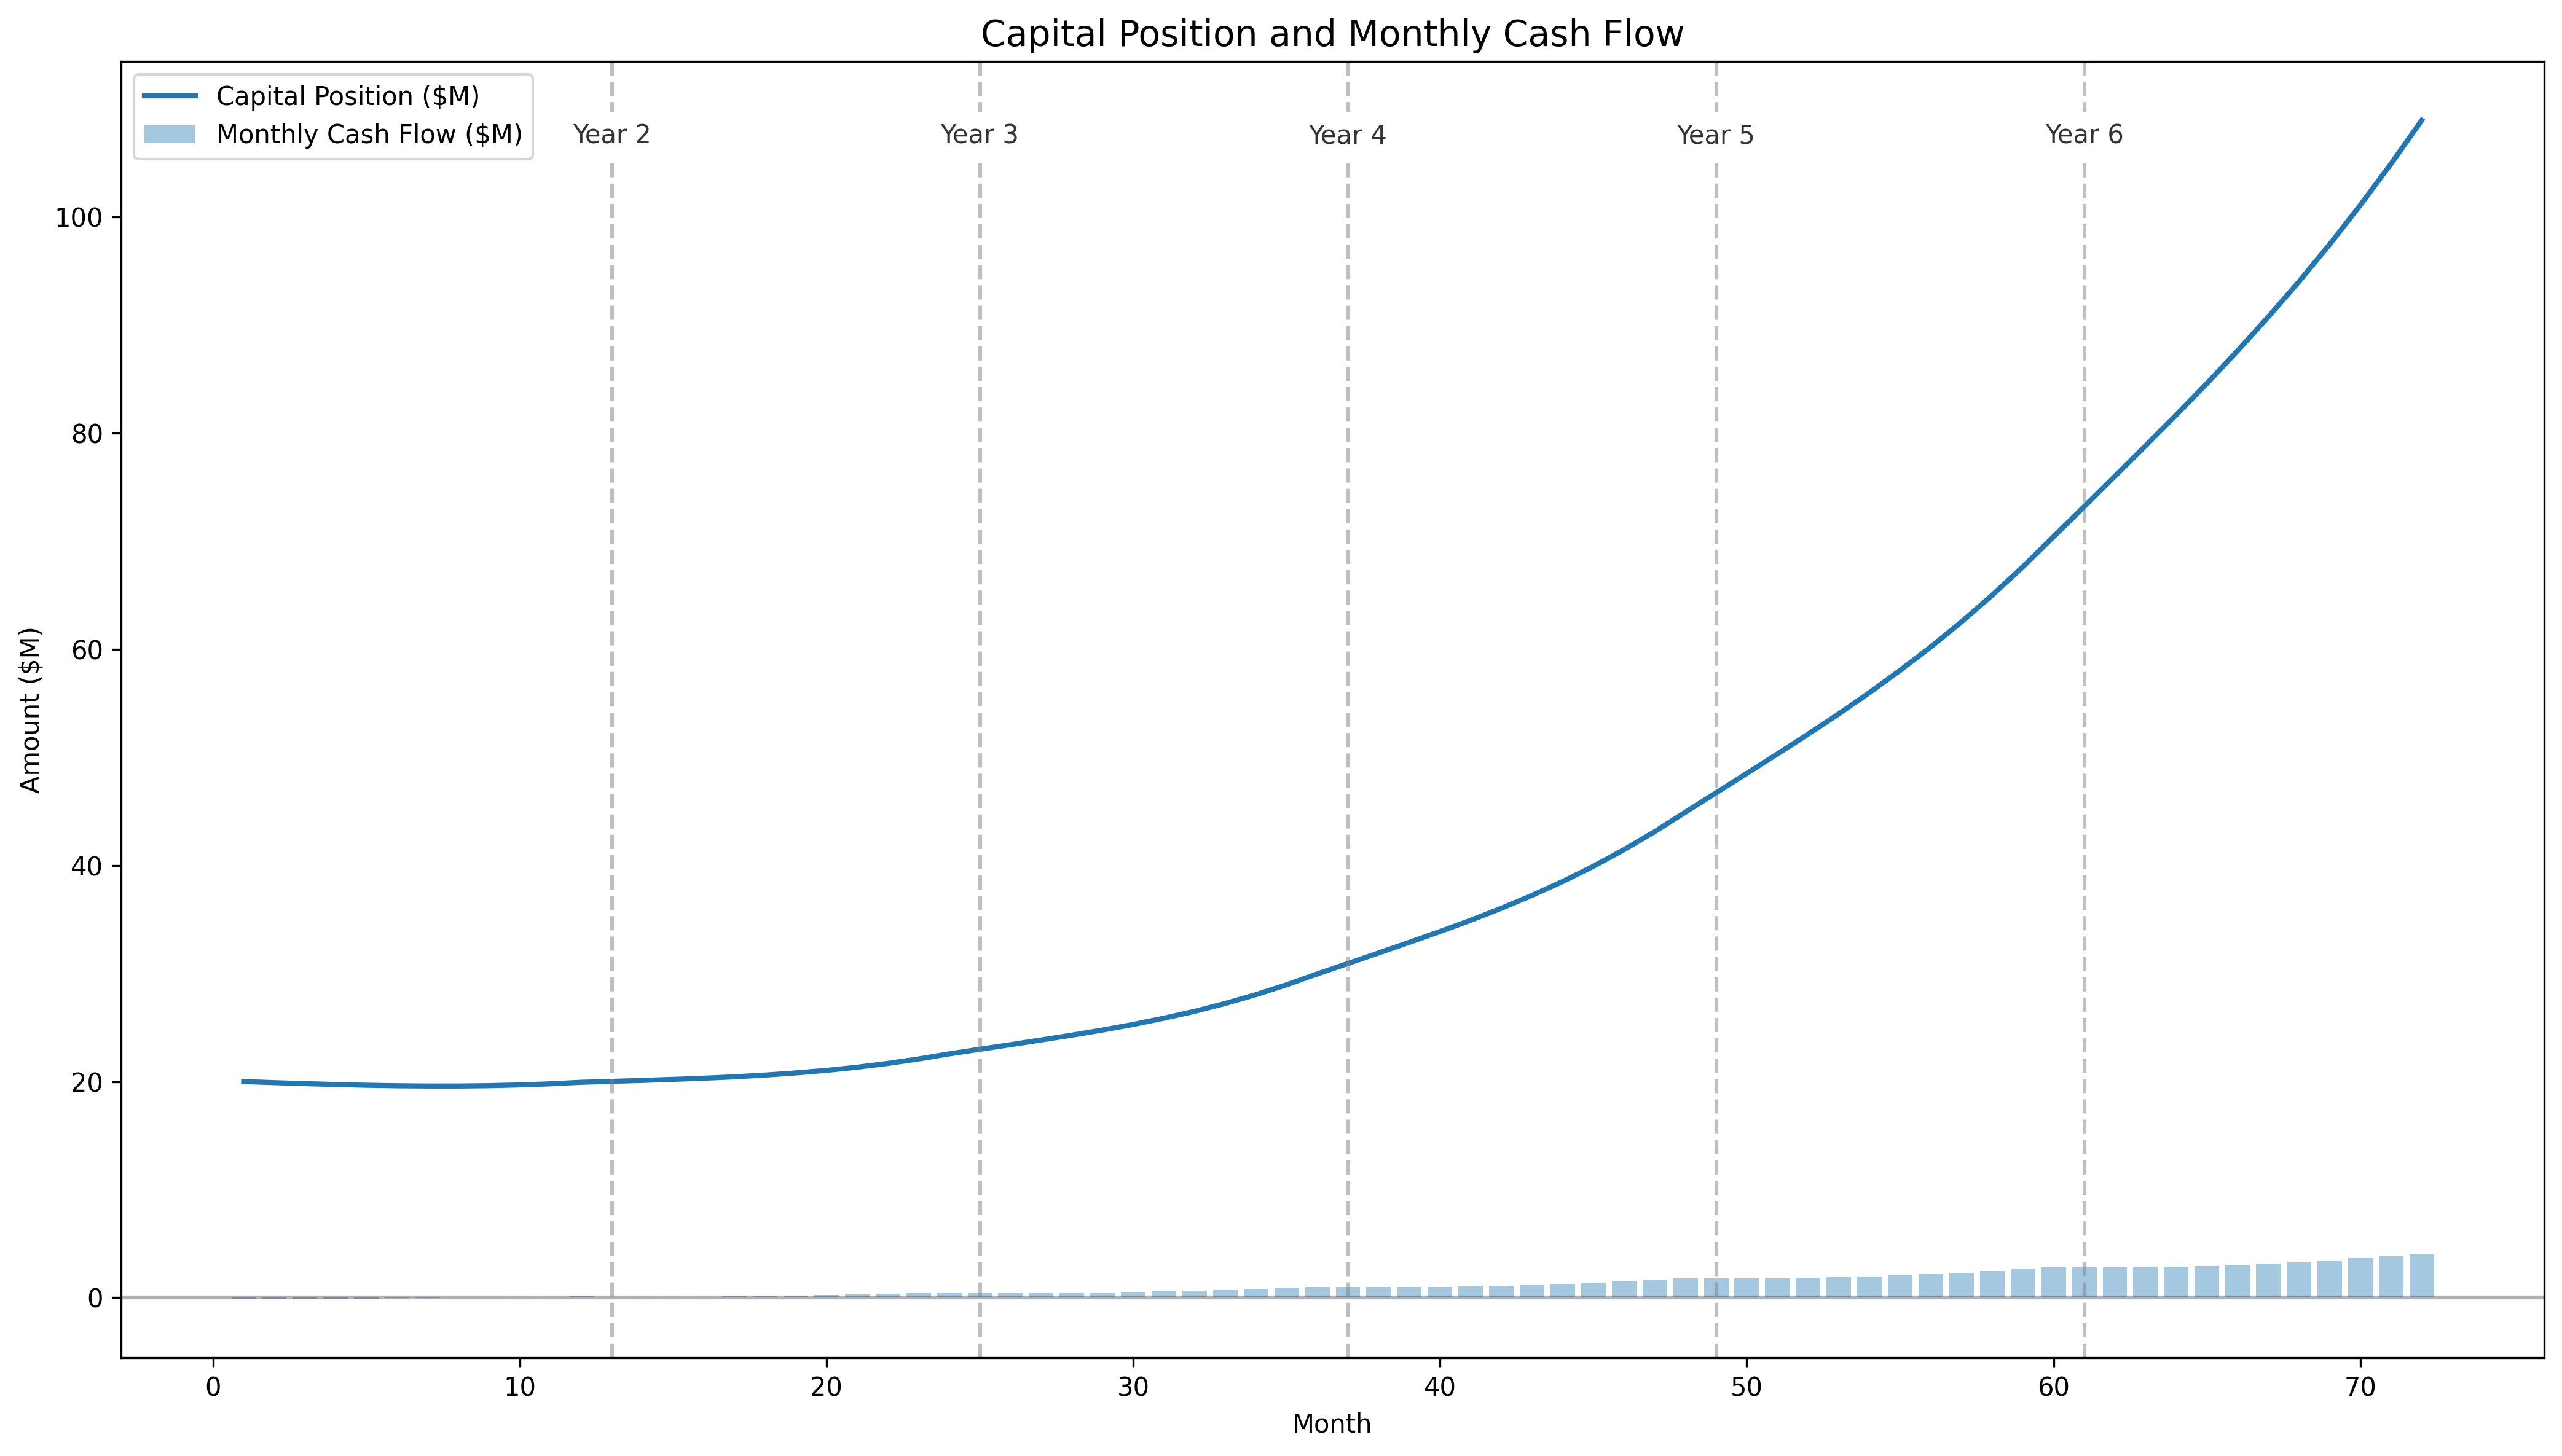 Capital Position and Monthly Cash Flow
Capital Position ($M)
Monthly Cash Flow ($M)
Year 2
Year 3
Year 4
Year 5
Year 6
Amount ($M)
100
80
60
40
20
0
0
10
20
30
40
50
60
70
Month